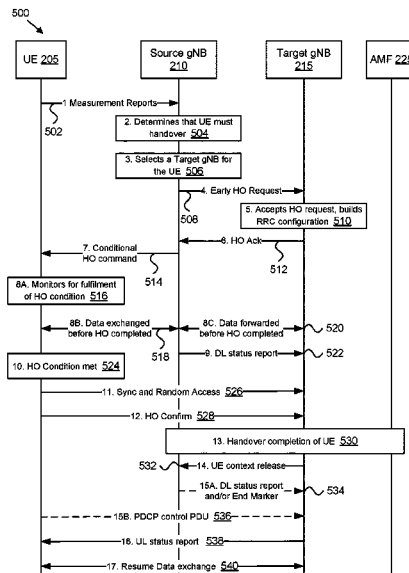 500
UE 205
Source gNB
210
Target gNB
215
AMF 225
1 Measurement Reports
502
2. Determines that UE must
handover 504
3. Selects a Target gNB for
the UE 506
4. Early HO Request
508
5. Accepts HO request, builds
RRC configuration 510
6. HO Ack
512
7. Conditional
HO command
514
8A. Monitors for fulfilment
of HO condition 516
8B. Data exchanged
before HO completed
518
8C. Data forwarded
before HO completed
520
9. DL status report
522
10. HO Condition met 524
11. Sync and Random Access 526
12. HO Confirm 528
13. Handover completion of UE 530
532
14. UE context release
15A. DL status report
and/or End Marker
534
15B. PDCP control PDU 536
16. UL status report 538
17. Resume Data exchange 540